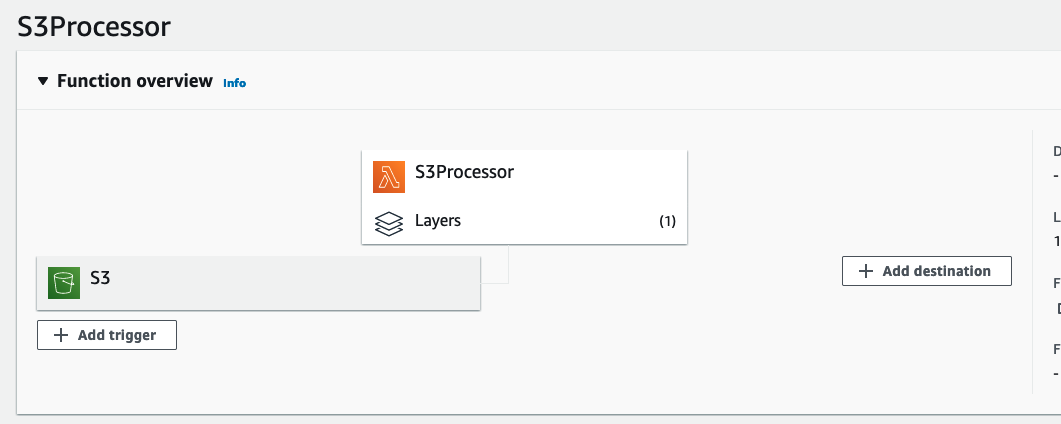 S3Processor
Function overview Info
S3Processor
Layers (1)
S3
Add destination
Add trigger